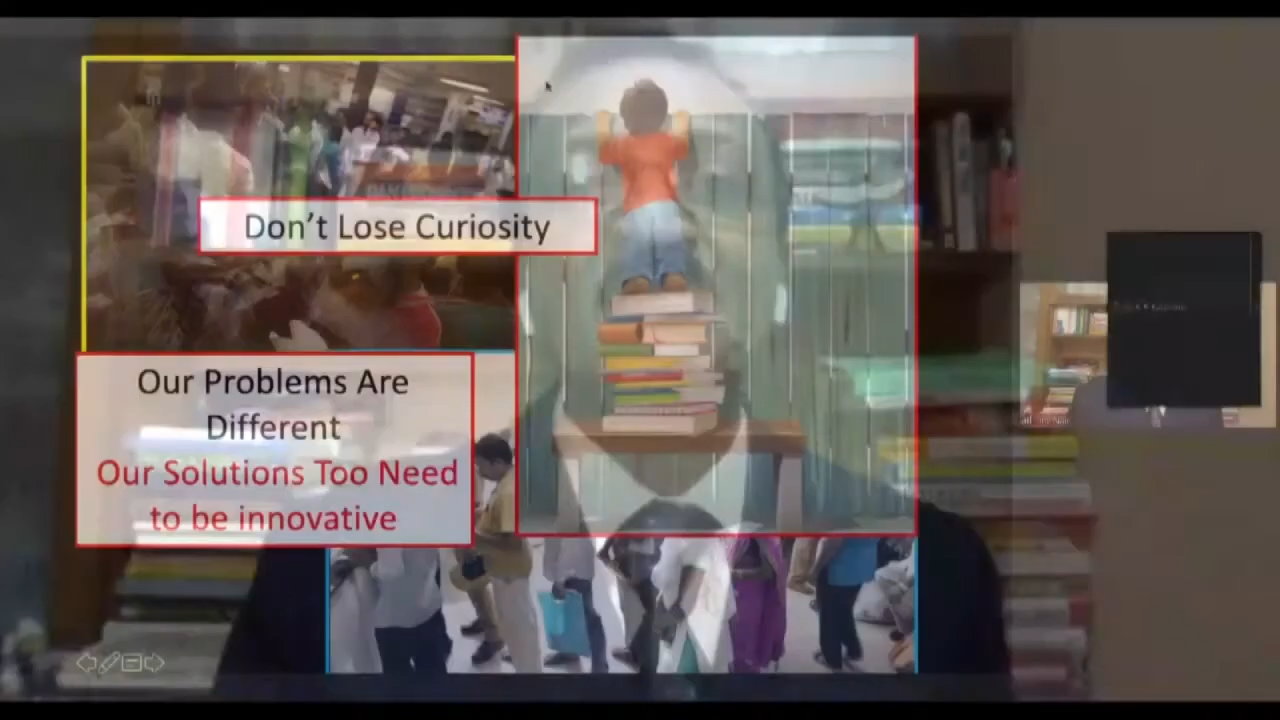 Don't Lose Curiosity
Our Problems Are
Different
Our Solutions Too Need
to be innovative